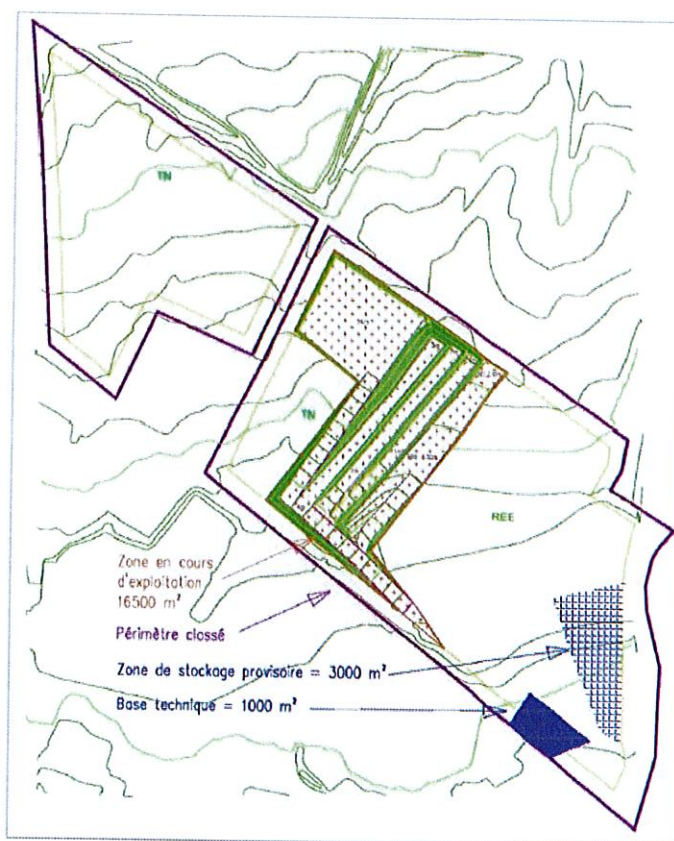 TN
TN
REE
Zone en cours
d'exploitation
16500 m²
Périmètre classé
Zone de stockage provisoire = 3000 m²
Base technique = 1000 m²